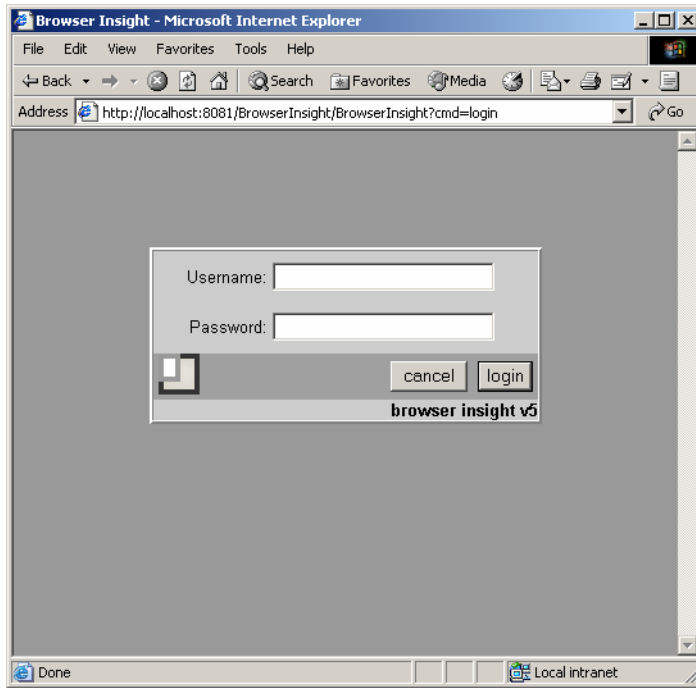 Browser Insight - Microsoft Internet Explorer
File Edit View Favorites Tools Help
Back Search Favorites Media
Address http://localhost:8081/BrowserInsight/BrowserInsight?cmd=login Go
Username:
Password:
cancel login
browser insight v5
Done Local intranet